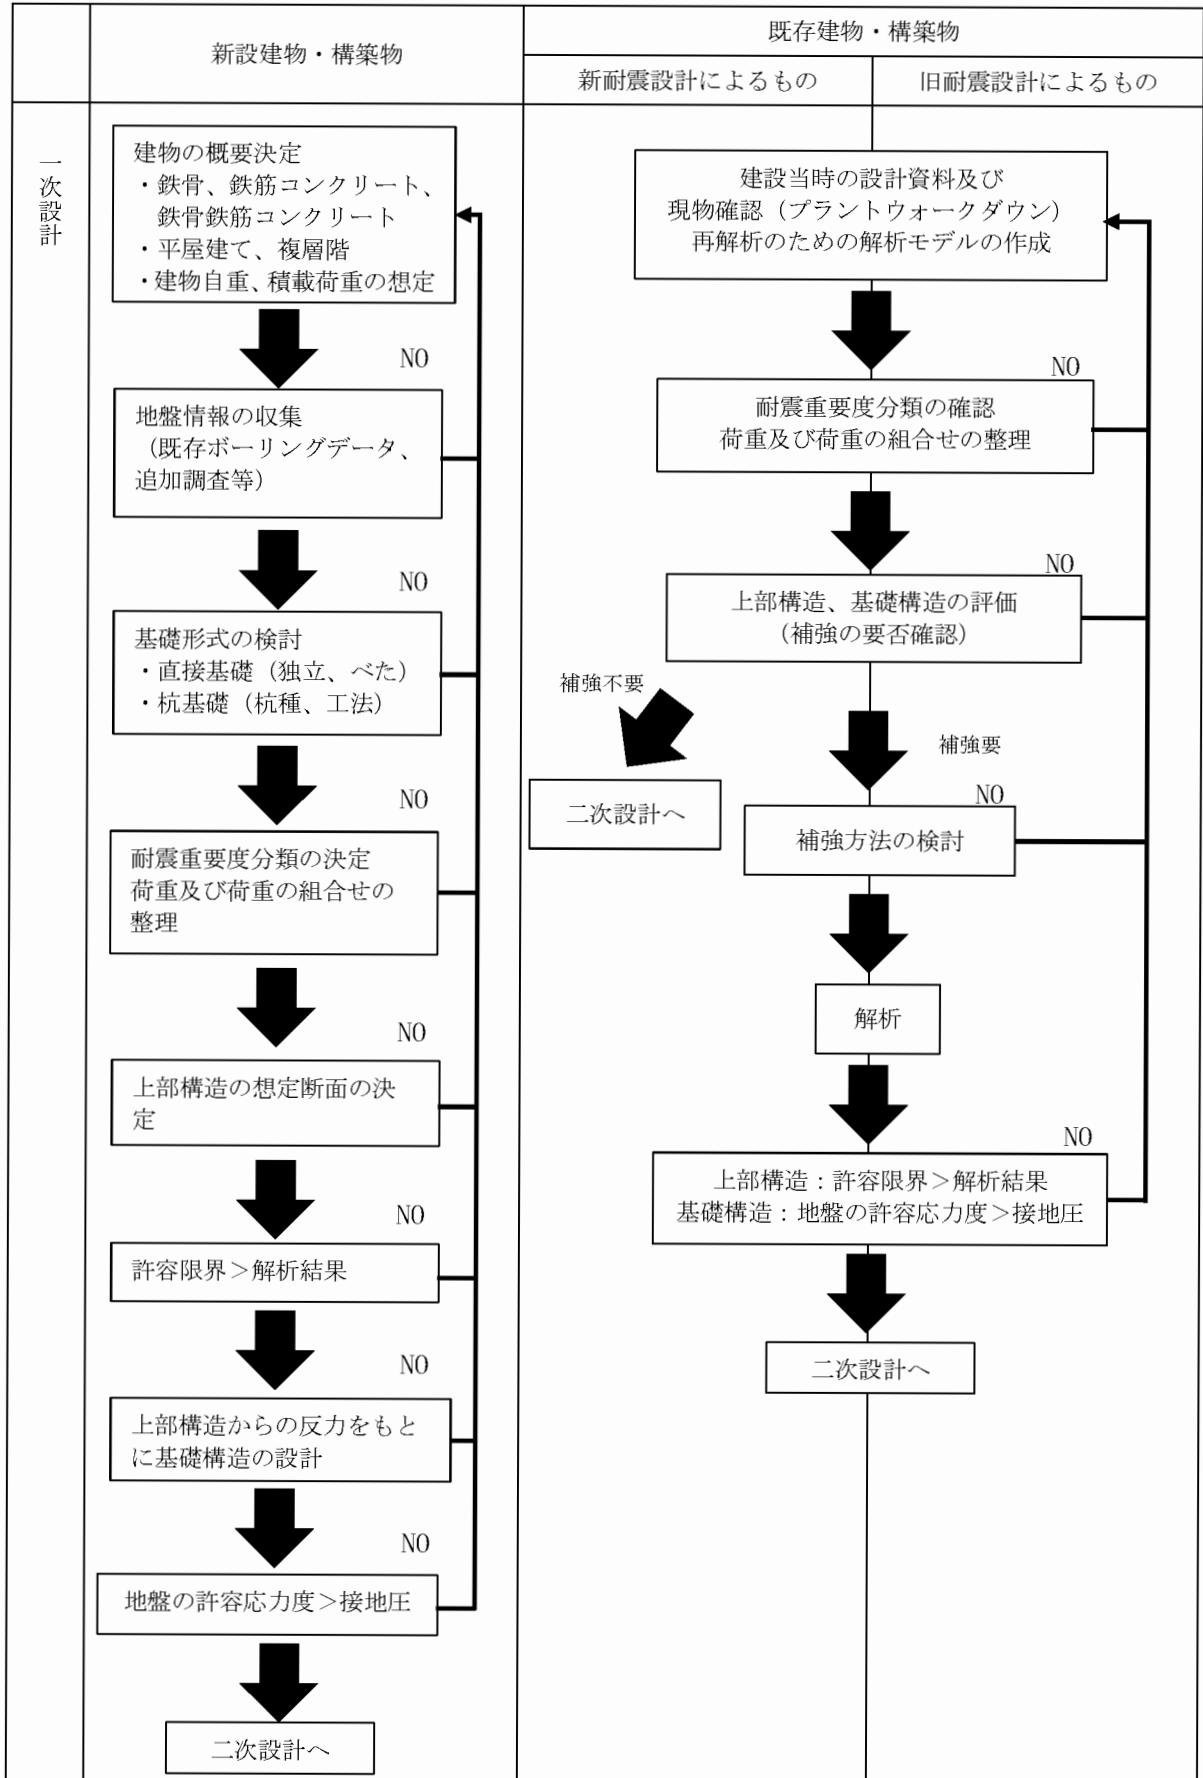 新設建物・構築物
既存建物・構築物
新耐震設計によるもの
旧耐震設計によるもの
一次設計
建物の概要決定
・鉄骨、鉄筋コンクリート、
鉄骨鉄筋コンクリート
・平屋建て、複層階
・建物自重、積載荷重の想定
NO
地盤情報の収集
（既存ボーリングデータ、
追加調査等）
NO
基礎形式の検討
・直接基礎（独立、べた）
・杭基礎（杭種、工法）
NO
耐震重要度分類の決定
荷重及び荷重の組合せの
整理
NO
上部構造の想定断面の決
定
NO
許容限界＞解析結果
NO
上部構造からの反力をもと
に基礎構造の設計
NO
地盤の許容応力度＞接地圧
二次設計へ
建設当時の設計資料及び
現物確認（プラントウォークダウン）
再解析のための解析モデルの作成
NO
耐震重要度分類の確認
荷重及び荷重の組合せの整理
NO
上部構造、基礎構造の評価
（補強の要否確認）
補強不要
二次設計へ
補強要
NO
補強方法の検討
解析
NO
上部構造：許容限界＞解析結果
基礎構造：地盤の許容応力度＞接地圧
二次設計へ